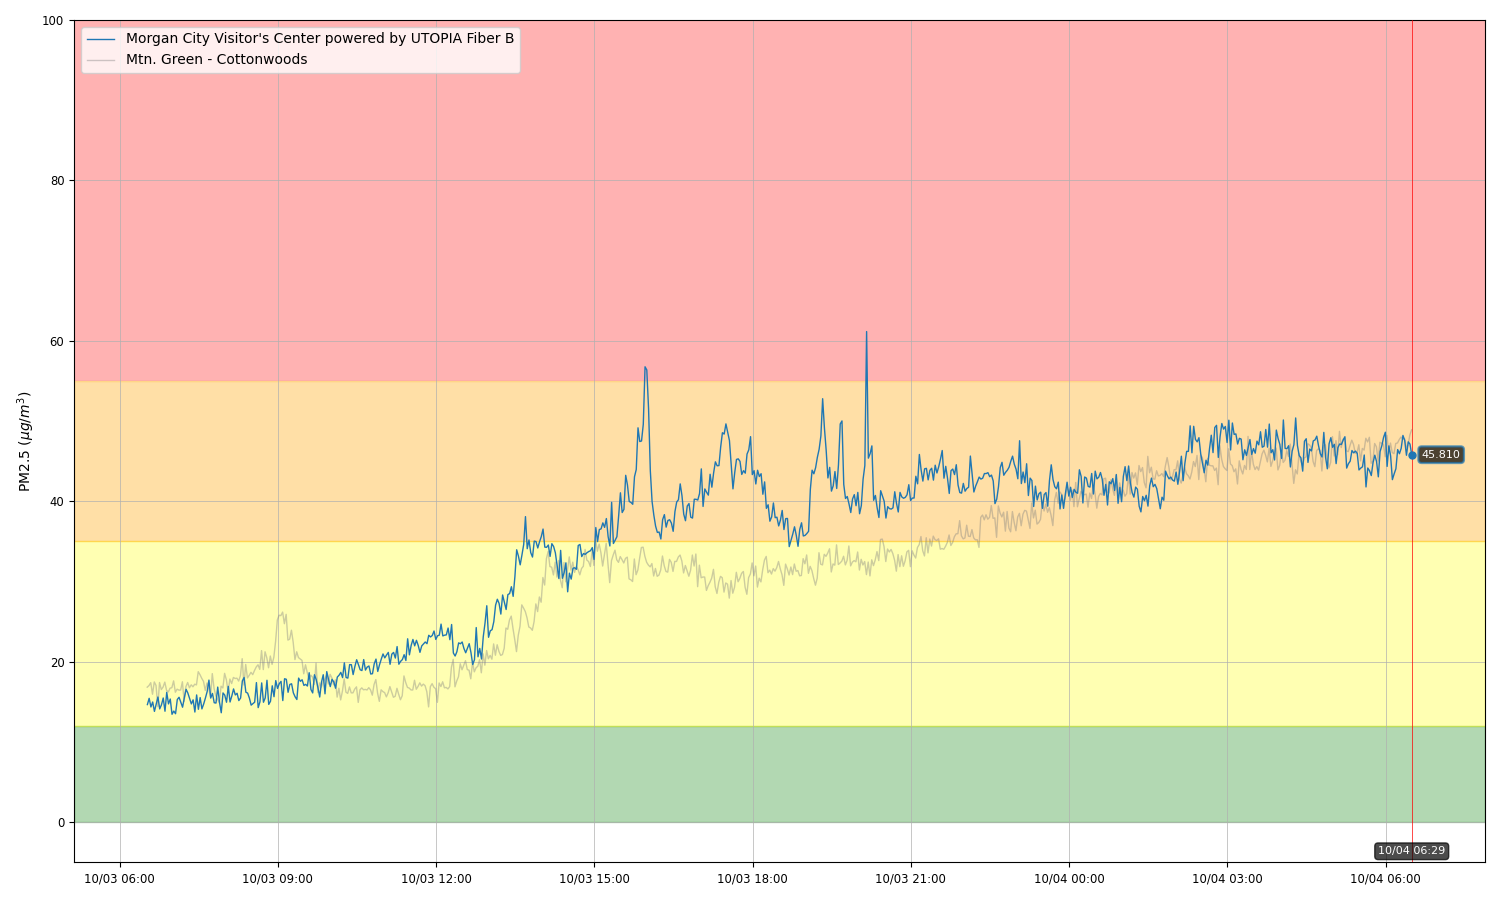 100
Morgan City Visitor's Center powered by UTOPIA Fiber B
Mtn. Green - Cottonwoods
80
60
PM2.5 (μg/m³)
45.810
40
20
0
10/04 06:29
10/03 06:00 10/03 09:00 10/03 12:00 10/03 15:00 10/03 18:00 10/03 21:00 10/04 00:00 10/04 03:00 10/04 06:00